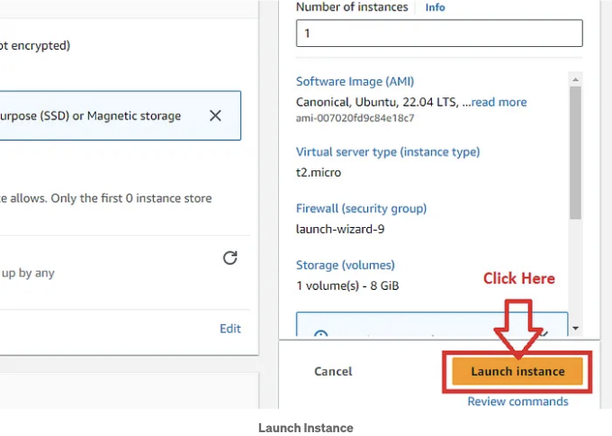 ot encrypted)
urpose (SSD) or Magnetic storage
e allows. Only the first 0 instance store
up by any
Edit
Number of instances Info
1
Software Image (AMI)
Canonical, Ubuntu, 22.04 LTS, ...read more
ami-007020fd9c84e18c7
Virtual server type (instance type)
t2.micro
Firewall (security group)
launch-wizard-9
Storage (volumes)
1 volume(s) - 8 GiB
Click Here
Cancel
Launch instance
Review commands
Launch Instance